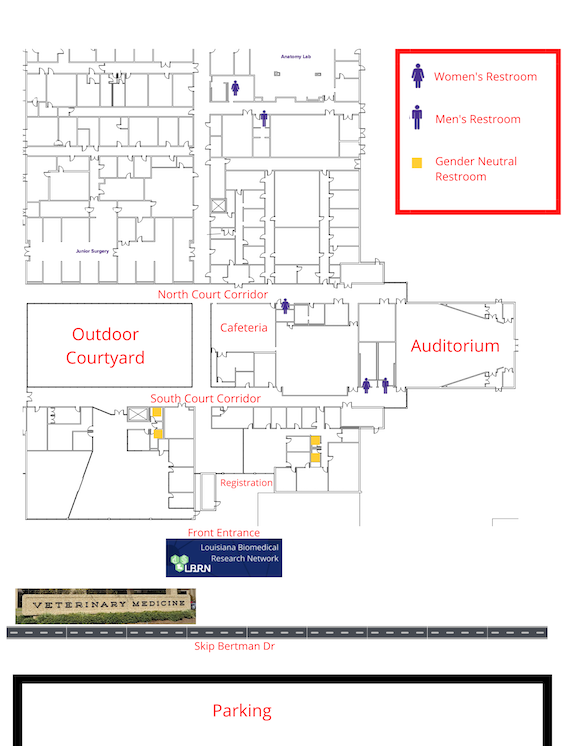 Anatomy Lab
Women's Restroom
Men's Restroom
Gender Neutral
Restroom
Junior Surgery
North Court Corridor
Outdoor
Courtyard
Cafeteria
Auditorium
South Court Corridor
Registration
Front Entrance
Louisiana Biomedical
Research Network
LBRN
VETERINARY MEDICINE
Skip Bertman Dr
Parking